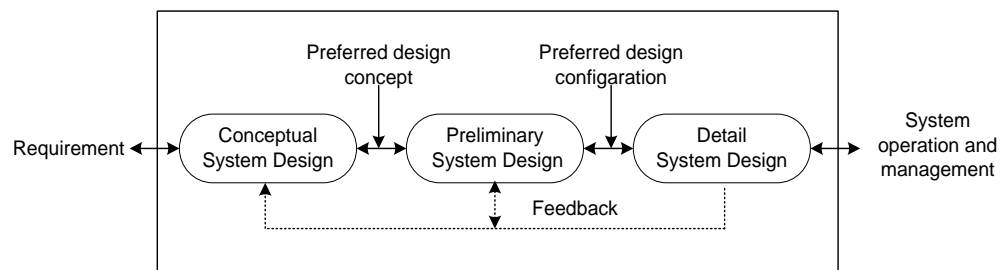 Preferred design
concept
Preferred design
configaration
Requirement
Conceptual
System Design
Preliminary
System Design
Detail
System Design
System
operation and
management
Feedback